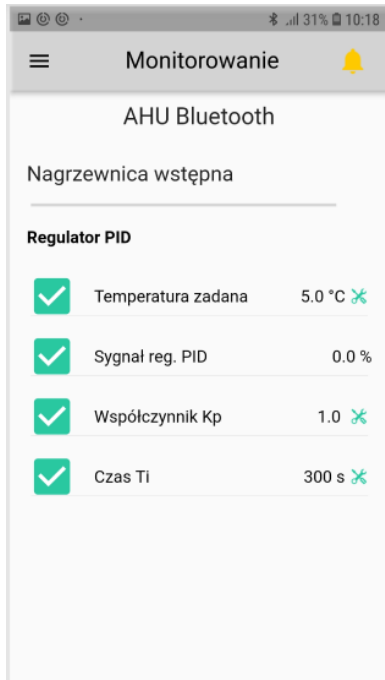 31% 10:18
Monitorowanie
AHU Bluetooth
Nagrzewnica wstępna
Regulator PID
Temperatura zadana 5.0 °C
Sygnał reg. PID 0.0 %
Współczynnik Kp 1.0
Czas Ti 300 s